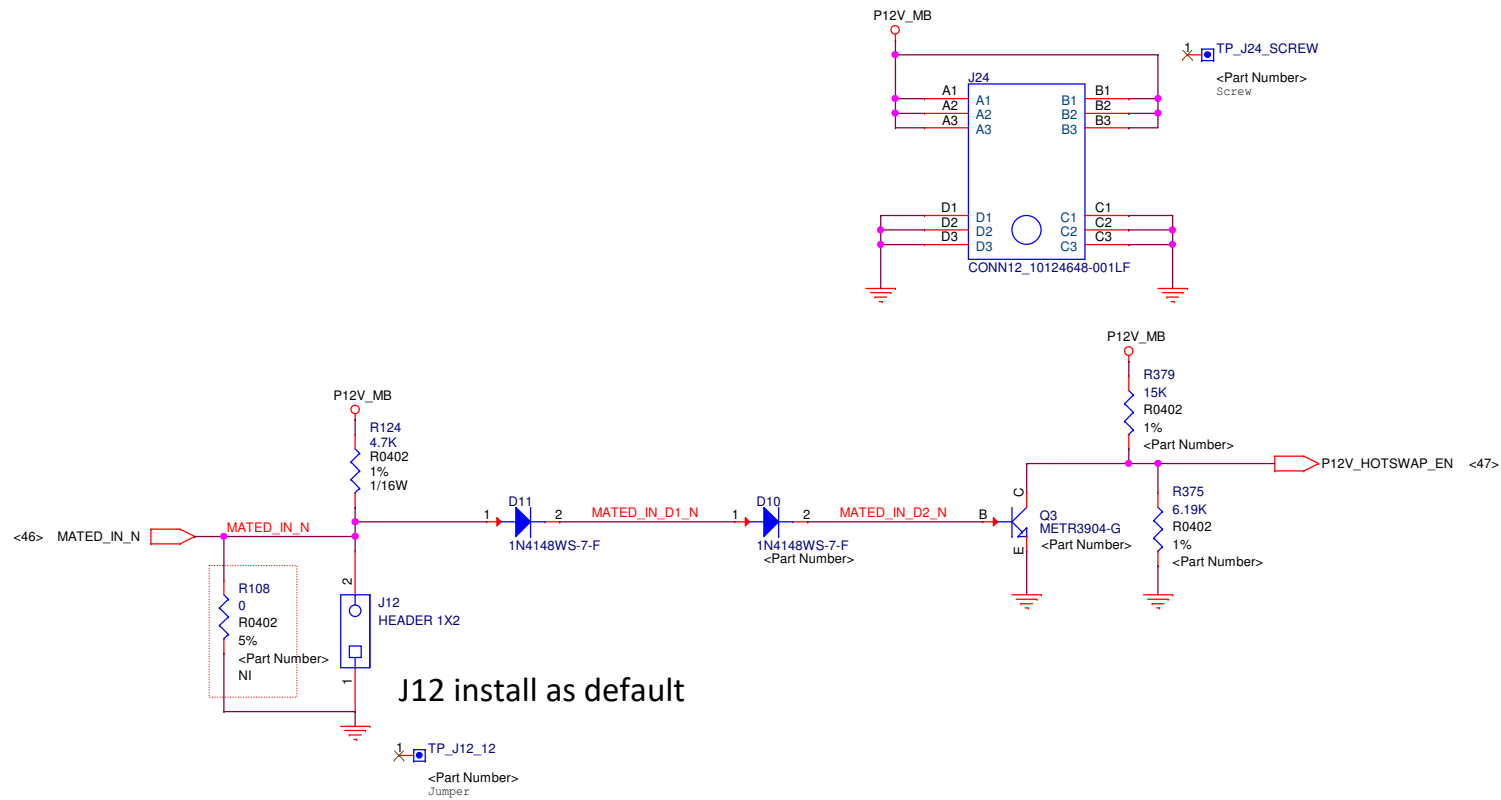 P12V_MB
1
TP_J24_SCREW
<Part Number>
Screw
J24
A1 A1 B1 B1
A2 A2 B2 B2
A3 A3 B3 B3
D1 D1 C1 C1
D2 D2 C2 C2
D3 D3 C3 C3
CONN12_10124648-001LF
P12V_MB
R379
15K
R0402
1%
<Part Number>
P12V_HOTSWAP_EN <47>
P12V_MB
R124
4.7K
R0402
1%
1/16W
<46> MATED_IN_N
MATED_IN_N
D11
1 2
1N4148WS-7-F
MATED_IN_D1_N
D10
1 2
1N4148WS-7-F
<Part Number>
MATED_IN_D2_N
B
C
E
Q3
METR3904-G
<Part Number>
R375
6.19K
R0402
1%
<Part Number>
R108
0
R0402
5%
<Part Number>
NI
2
J12
HEADER 1X2
1
J12 install as default
1
TP_J12_12
<Part Number>
Jumper